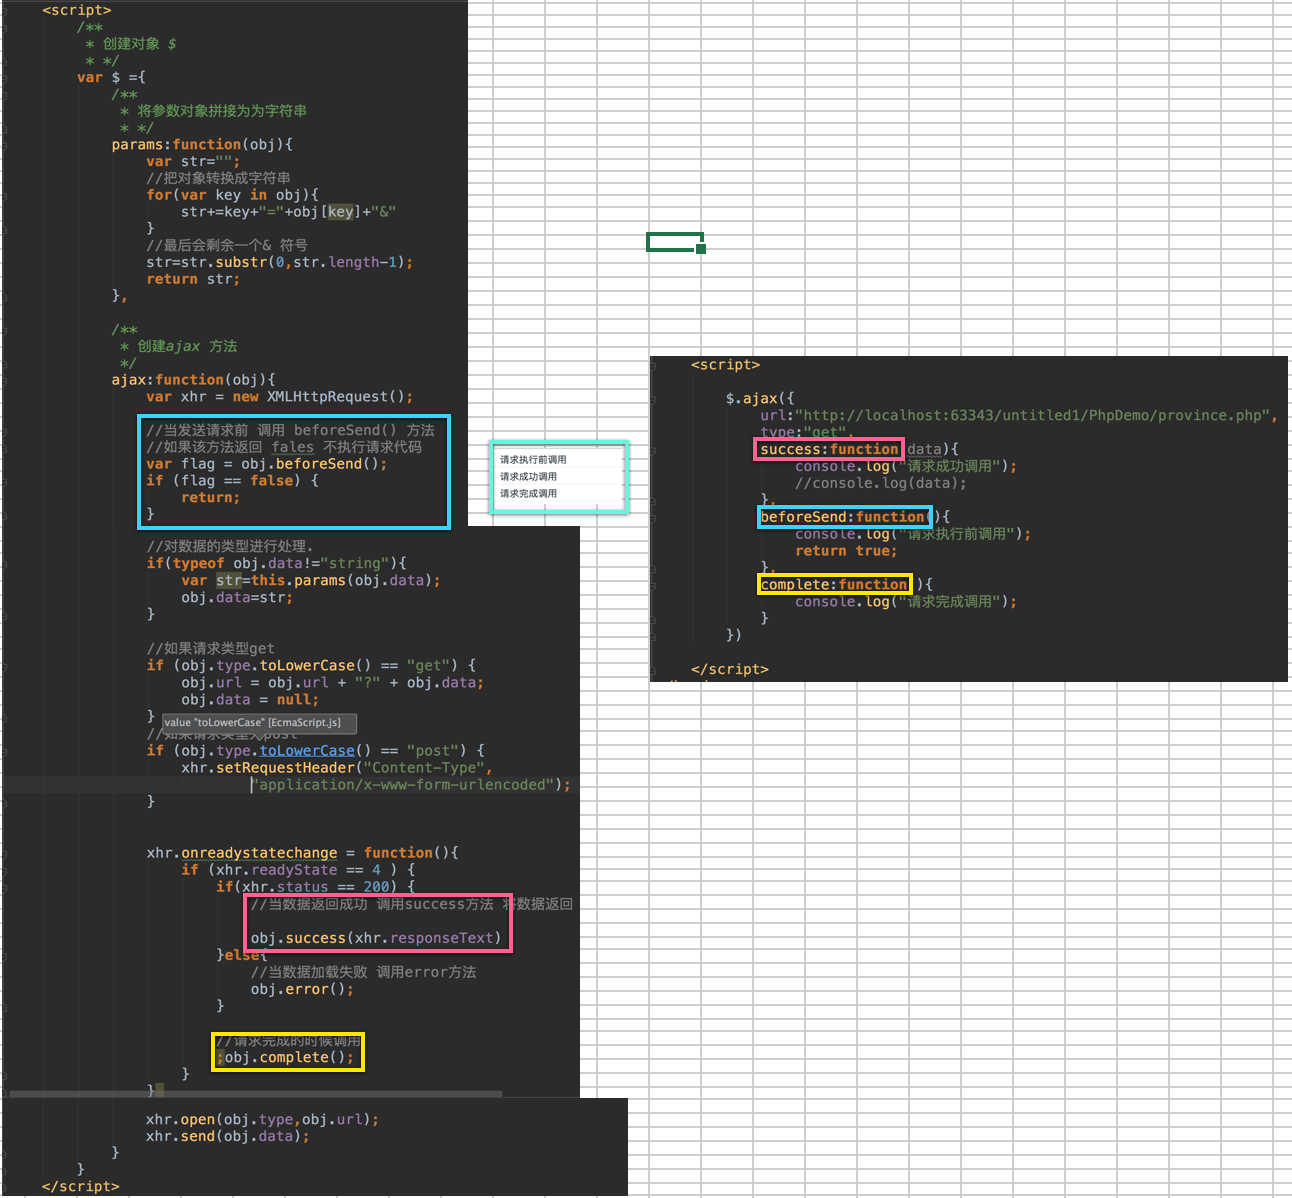 <script>
/**
* 创建对象 $
* */
var $ ={
/**
* 将参数对象拼接为为字符串
* */
params:function(obj){
var str="";
//把对象转换成字符串
for(var key in obj){
str+=key+"="+obj[key]+"&"
}
//最后会剩余一个& 符号
str=str.substr(0,str.length-1);
return str;
},
/**
* 创建ajax 方法
*/
ajax:function(obj){
var xhr = new XMLHttpRequest();
//当发送请求前 调用 beforeSend() 方法
//如果该方法返回 fales 不执行请求代码
var flag = obj.beforeSend();
if (flag == false) {
return;
}
//对数据的类型进行处理.
if(typeof obj.data!="string"){
var str=this.params(obj.data);
obj.data=str;
}
//如果请求类型get
if (obj.type.toLowerCase() == "get") {
obj.url = obj.url + "?" + obj.data;
obj.data = null;
}
value "toLowerCase" [EcmaScript.js]
//如果请求类型为post
if (obj.type.toLowerCase() == "post") {
xhr.setRequestHeader("Content-Type",
"application/x-www-form-urlencoded");
}
xhr.onreadystatechange = function(){
if (xhr.readyState == 4 ) {
if(xhr.status == 200) {
//当数据返回成功 调用success方法 将数据返回
obj.success(xhr.responseText)
}else{
//当数据加载失败 调用error方法
obj.error();
}
//请求完成的时候调用
;obj.complete();
}
}
xhr.open(obj.type,obj.url);
xhr.send(obj.data);
}
}
</script>
请求执行前调用
请求成功调用
请求完成调用
<script>
$.ajax({
url:"http://localhost:63343/untitled1/PhpDemo/province.php",
type:"get",
success:function(data){
console.log("请求成功调用");
//console.log(data);
},
beforeSend:function(){
console.log("请求执行前调用");
return true;
},
complete:function(){
console.log("请求完成调用");
}
})
</script>